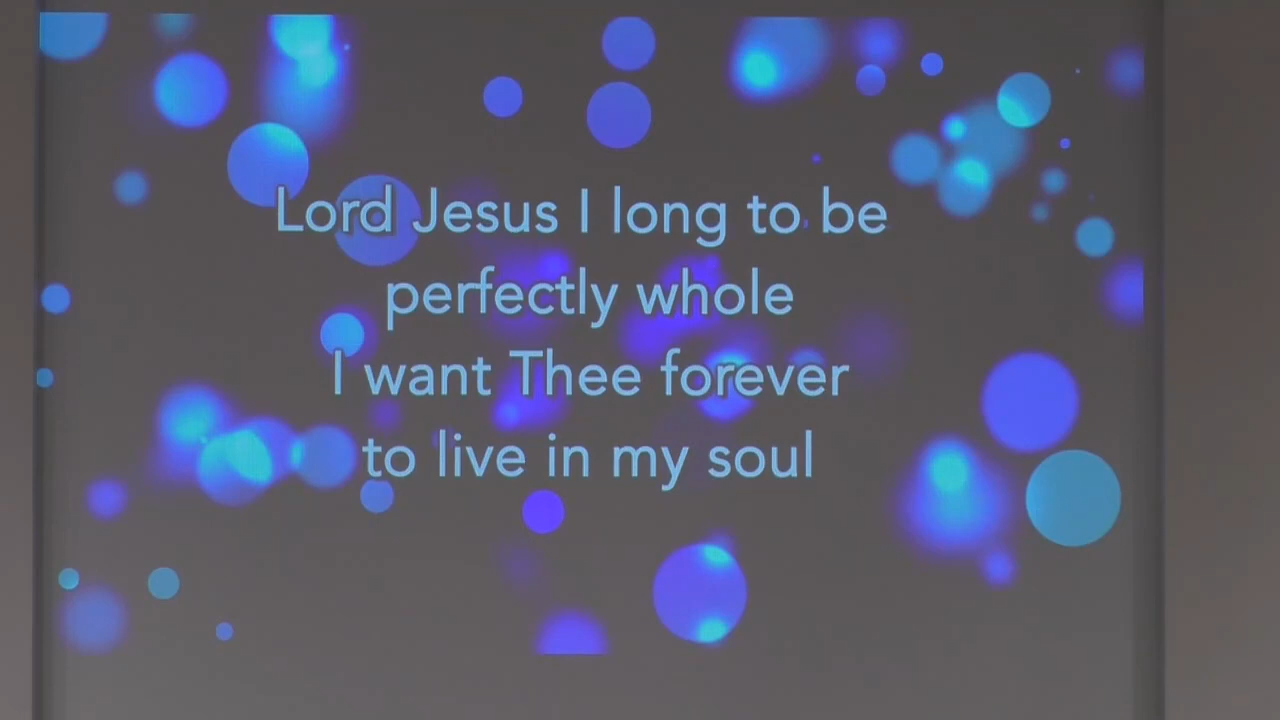 Lord Jesus I long to be
perfectly whole
I want Thee forever
to live in my soul